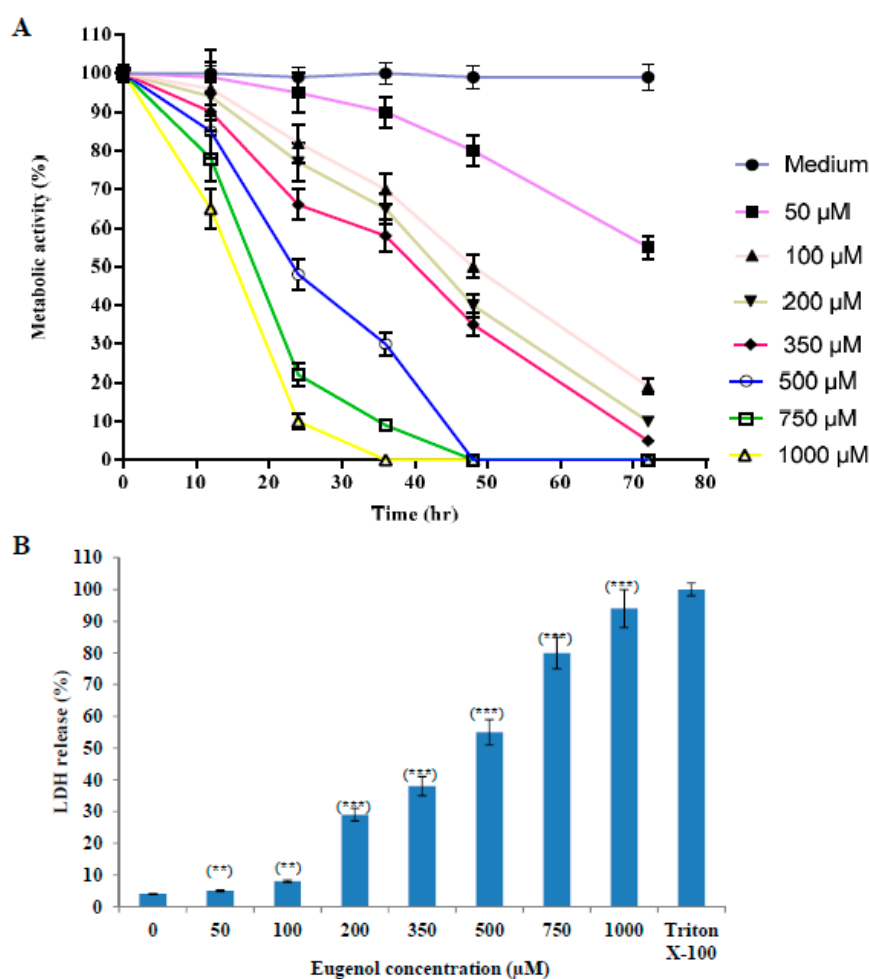 A
110
100
90
80
70
60
50
40
30
20
10
0
Metabolic activity (%)
0 10 20 30 40 50 60 70 80
Time (hr)
Medium
50 μM
100 μM
200 μM
350 μM
500 μM
750 μM
1000 μM
B
110
100
90
80
70
60
50
40
30
20
10
0
LDH release (%)
(**) (**) (***) (***) (***) (***) (***)
0 50 100 200 350 500 750 1000 Triton
X-100
Eugenol concentration (μM)